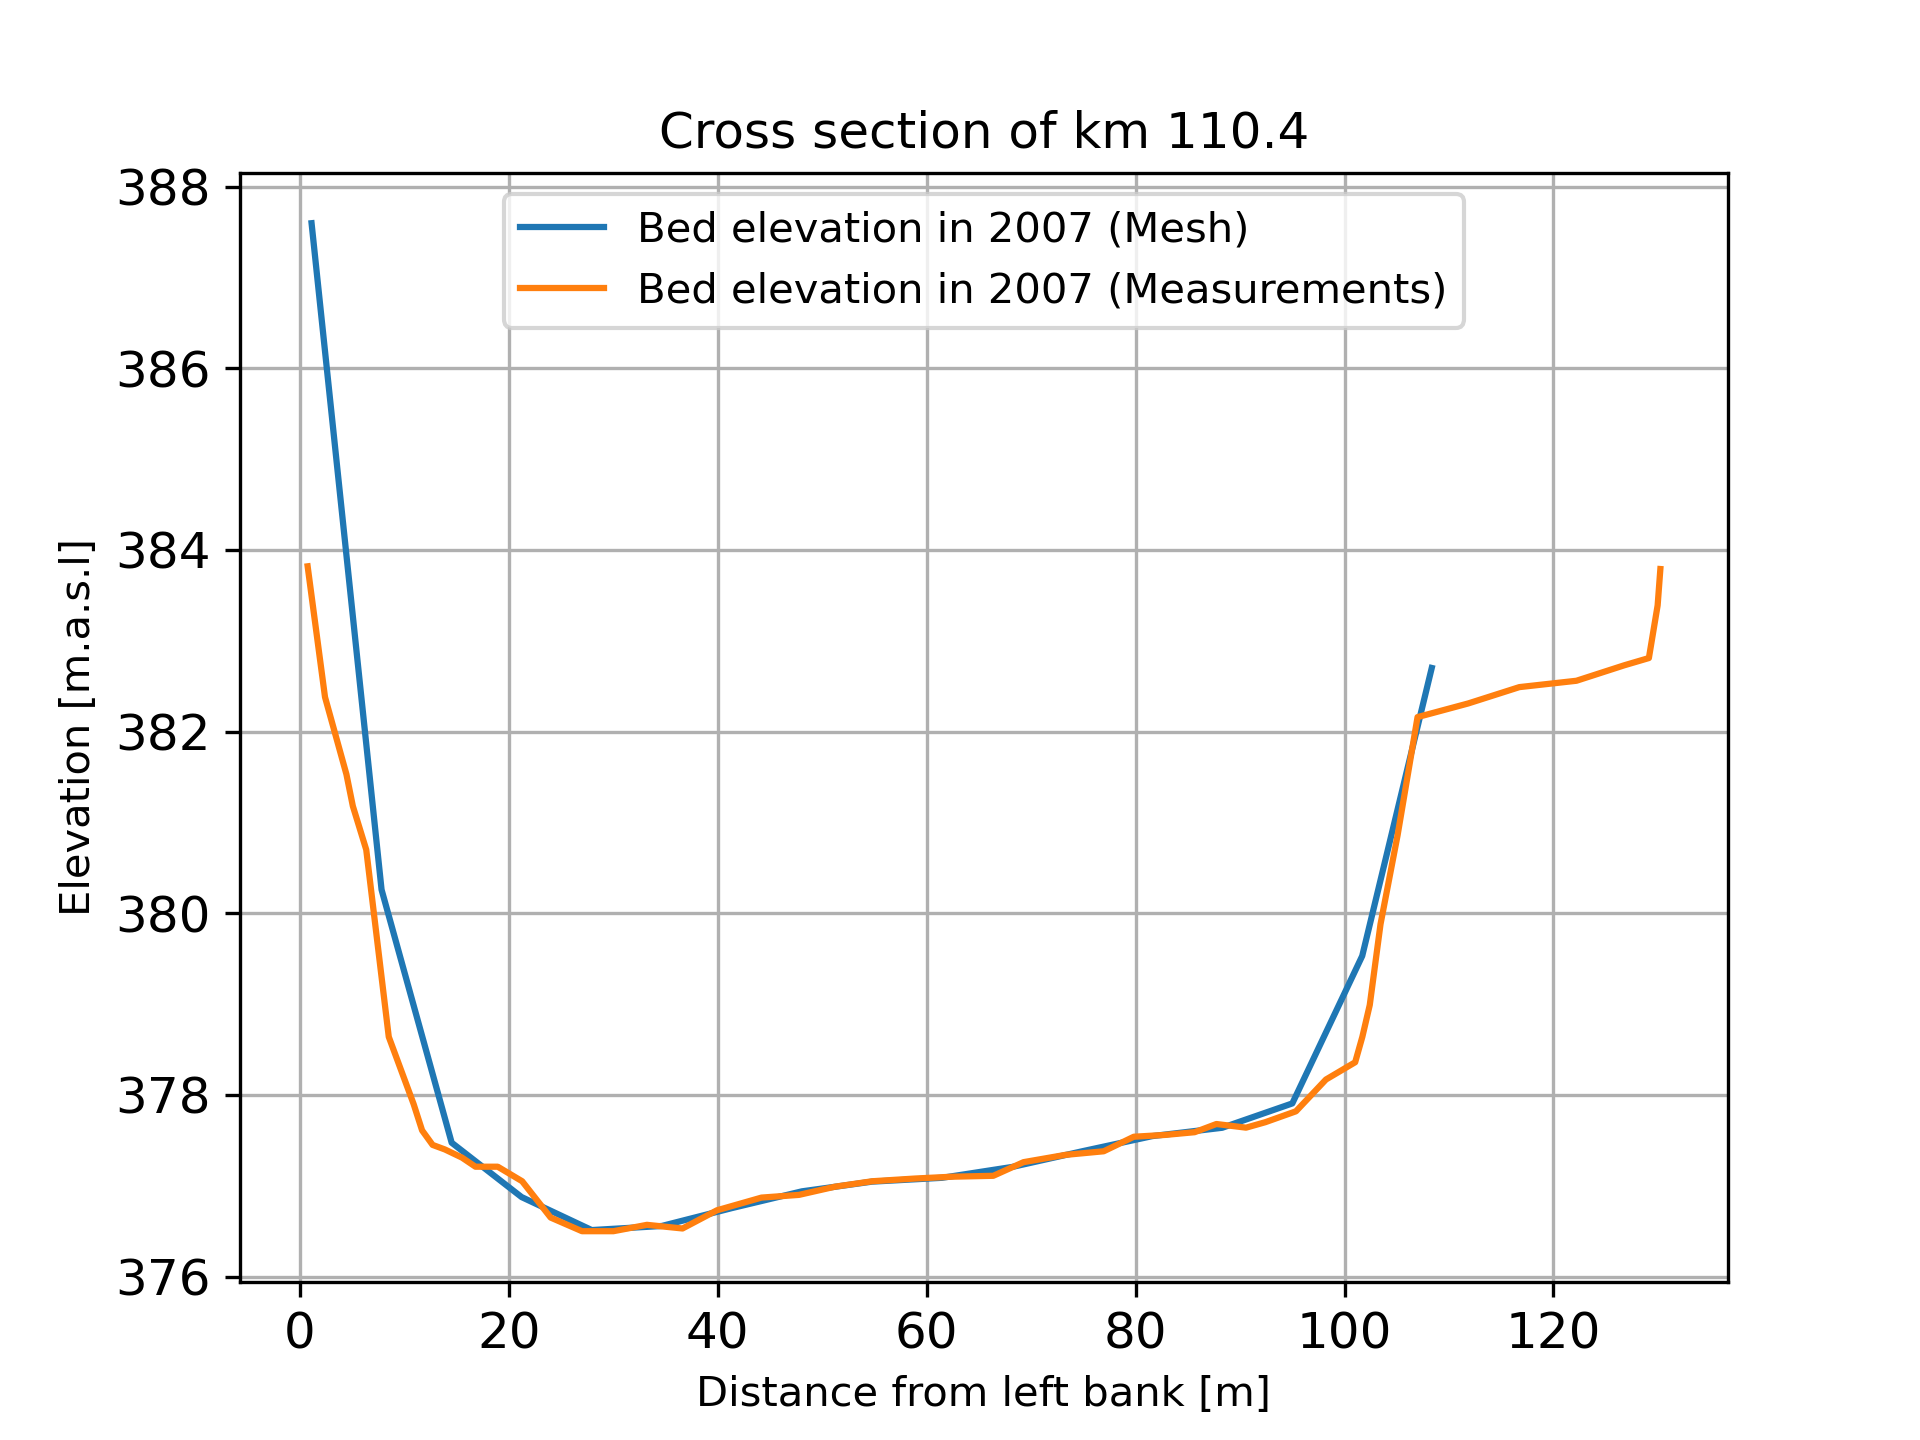 Cross section of km 110.4
Bed elevation in 2007 (Mesh)
Bed elevation in 2007 (Measurements)
Elevation [m.a.s.l]
388
386
384
382
380
378
376
0 20 40 60 80 100 120
Distance from left bank [m]